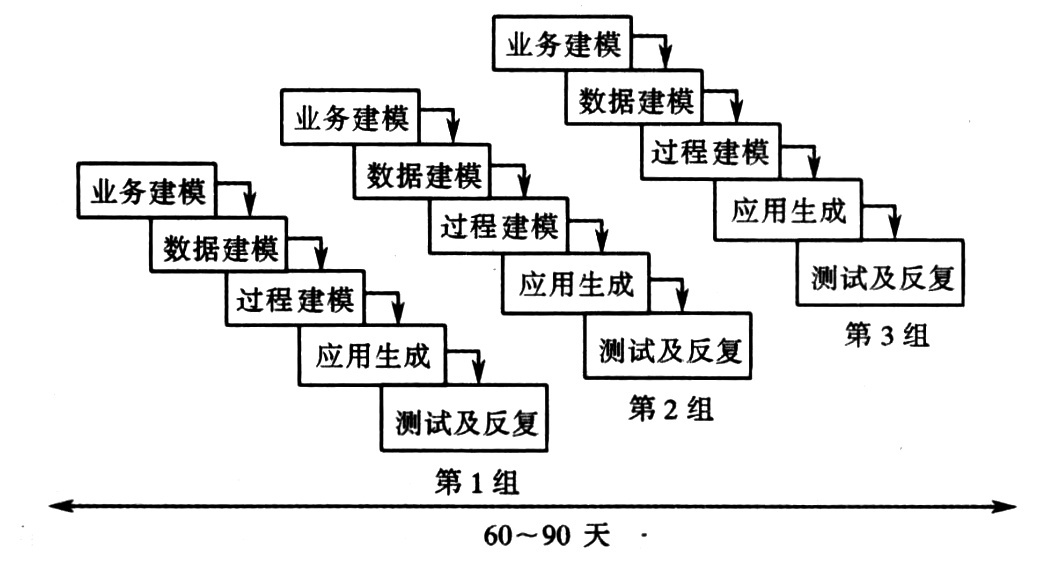 业务建模
数据建模
过程建模
应用生成
测试及反复
第1组
业务建模
数据建模
过程建模
应用生成
测试及反复
第2组
业务建模
数据建模
过程建模
应用生成
测试及反复
第3组
60～90 天